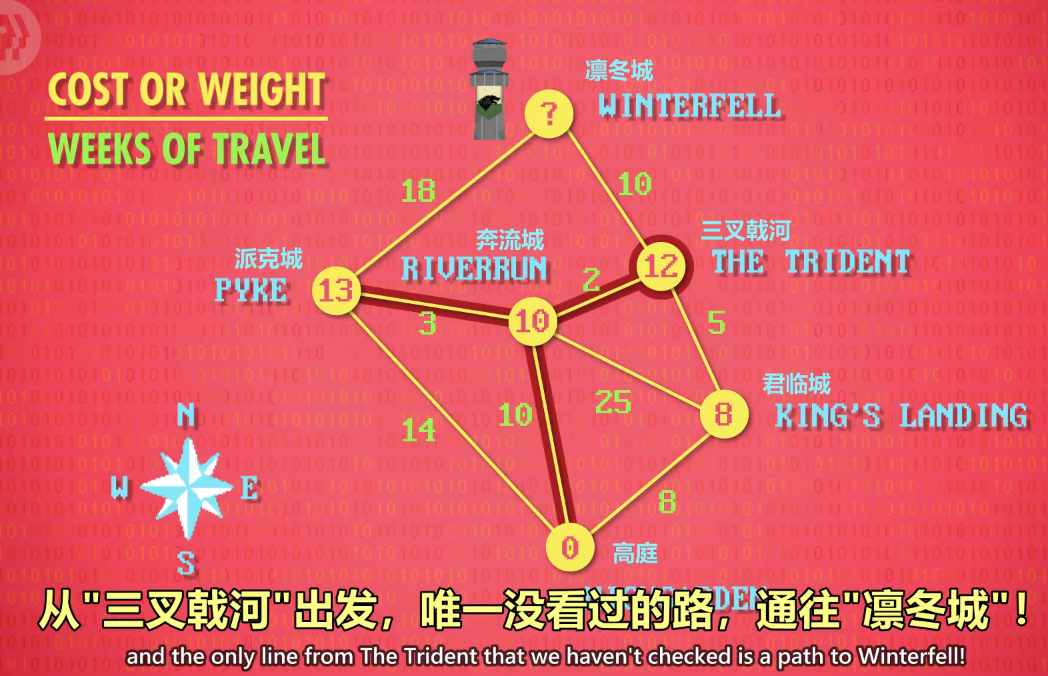 COST OR WEIGHT
WEEKS OF TRAVEL
凛冬城
WINTERFELL
?
18
10
三叉戟河
THE TRIDENT
12
奔流城
RIVERRUN
2
派克城
PYKE
13
3
10
5
君临城
KING'S LANDING
8
25
10
14
8
N
W
E
S
0
高庭
从"三叉戟河"出发，唯一没看过的路，通往"凛冬城"！
and the only line from The Trident that we haven't checked is a path to Winterfell!